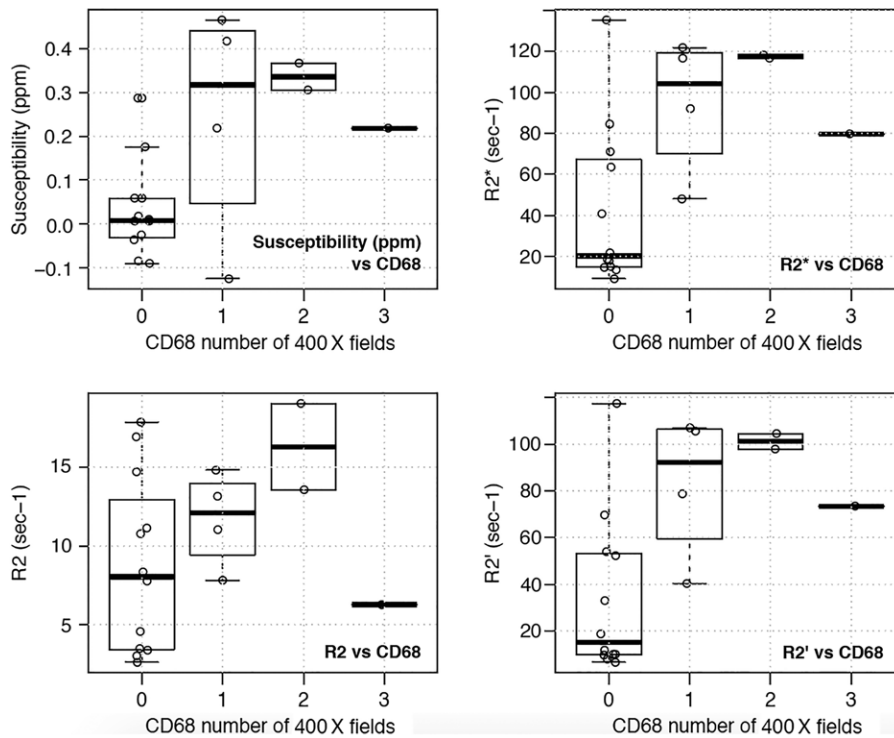 Susceptibility (ppm)
0.4
0.3
0.2
0.1
0.0
−0.1
Susceptibility (ppm)
vs CD68
0 1 2 3
CD68 number of 400 X fields
R2* (sec−1)
120
100
80
60
40
20
R2* vs CD68
0 1 2 3
CD68 number of 400 X fields
R2 (sec−1)
15
10
5
R2 vs CD68
0 1 2 3
CD68 number of 400 X fields
R2' (sec−1)
100
80
60
40
20
R2' vs CD68
0 1 2 3
CD68 number of 400 X fields